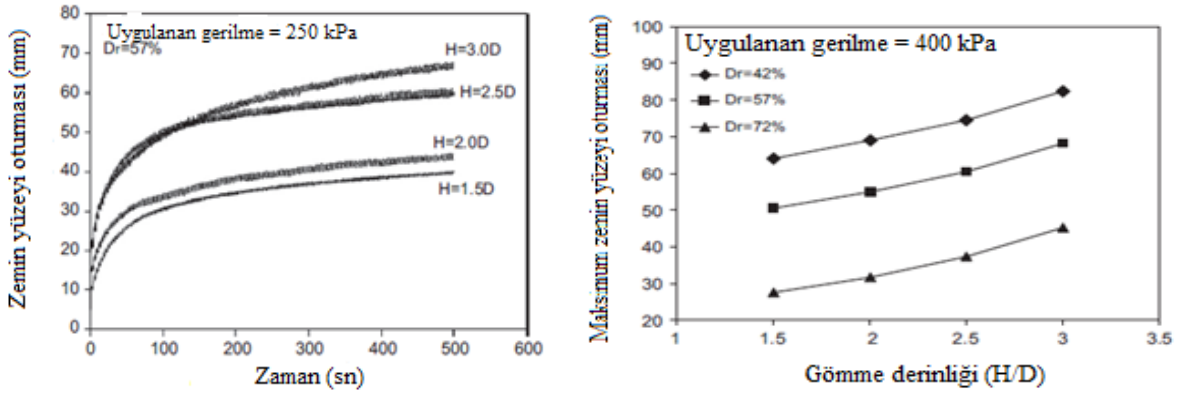 Zemin yüzeyi oturması (mm)
80
70
60
50
40
30
20
10
0
Uygulanan gerilme = 250 kPa
Dr=57%
H=3.0D
H=2.5D
H=2.0D
H=1.5D
0 100 200 300 400 500 600
Zaman (sn)
Maksimum zemin yüzeyi oturması (mm)
100
90
80
70
60
50
40
30
20
Uygulanan gerilme = 400 kPa
Dr=42%
Dr=57%
Dr=72%
1 1.5 2 2.5 3 3.5
Gömme derinliği (H/D)